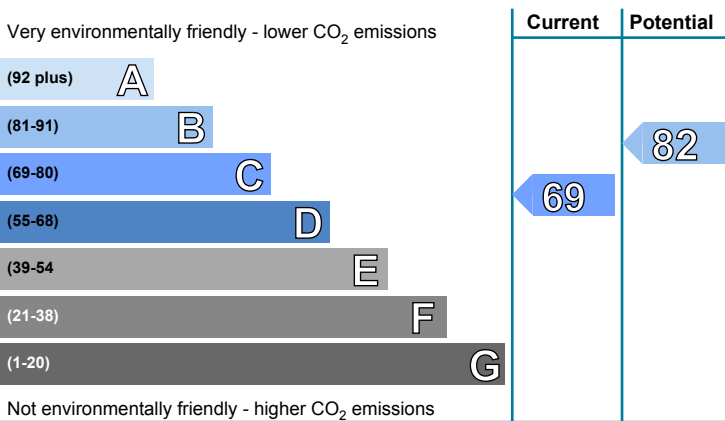 Current Potential
Very environmentally friendly - lower CO2 emissions
(92 plus) A
(81-91) B
82
(69-80) C
69
(55-68) D
(39-54 E
(21-38) F
(1-20) G
Not environmentally friendly - higher CO2 emissions